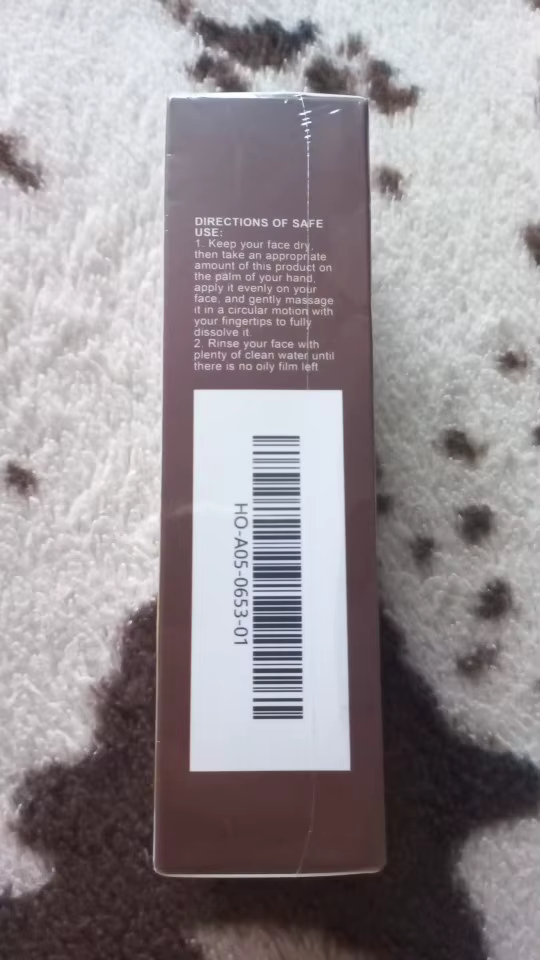 DIRECTIONS OF SAFE
USE:
1. Keep your face dry,
then take an appropriate
amount of this product on
the palm of your hand,
apply it evenly on your
face, and gently massage
it in a circular motion with
your fingertips to fully
dissolve it.
2. Rinse your face with
plenty of clean water until
there is no oily film left
HO-A05-0653-01